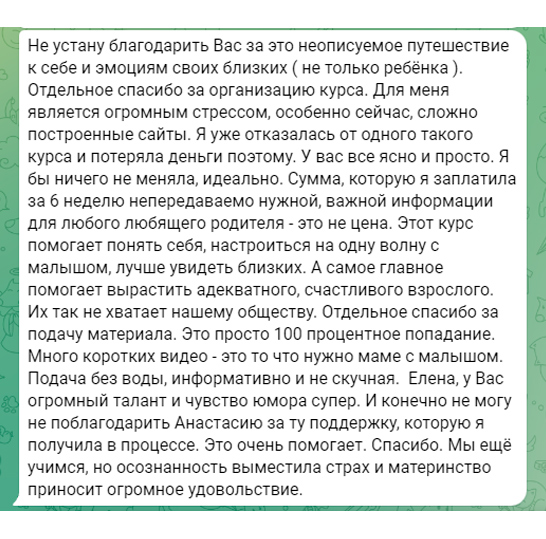 Не устану благодарить Вас за это неописуемое путешествие
к себе и эмоциям своих близких ( не только ребёнка ).
Отдельное спасибо за организацию курса. Для меня
является огромным стрессом, особенно сейчас, сложно
построенные сайты. Я уже отказалась от одного такого
курса и потеряла деньги поэтому. У вас все ясно и просто. Я
бы ничего не меняла, идеально. Сумма, которую я заплатила
за 6 неделю непередаваемо нужной, важной информации
для любого любящего родителя - это не цена. Этот курс
помогает понять себя, настроиться на одну волну с
малышом, лучше увидеть близких. А самое главное
помогает вырастить адекватного, счастливого взрослого.
Их так не хватает нашему обществу. Отдельное спасибо за
подачу материала. Это просто 100 процентное попадание.
Много коротких видео - это то что нужно маме с малышом.
Подача без воды, информативно и не скучная. Елена, у Вас
огромный талант и чувство юмора супер. И конечно не могу
не поблагодарить Анастасию за ту поддержку, которую я
получила в процессе. Это очень помогает. Спасибо. Мы ещё
учимся, но осознанность выместила страх и материнство
приносит огромное удовольствие.